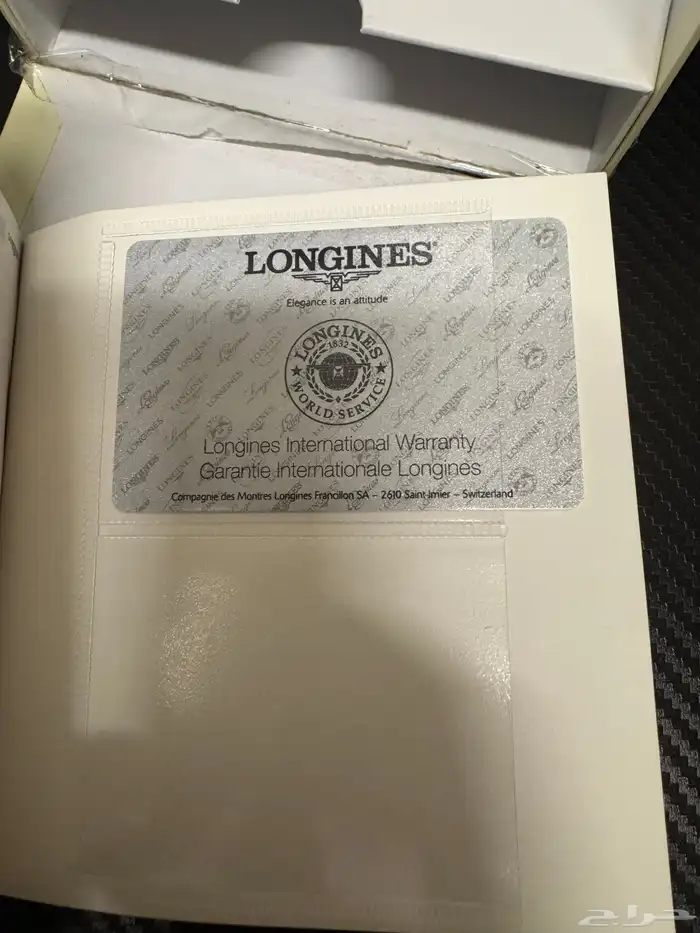 LONGINES
Elegance is an attitude
LONGINES
1832
WORLD SERVICE
Longines International Warranty
Garantie Internationale Longines
Compagnie des Montres Longines Francillon SA – 2610 Saint-Imier – Switzerland
حراج